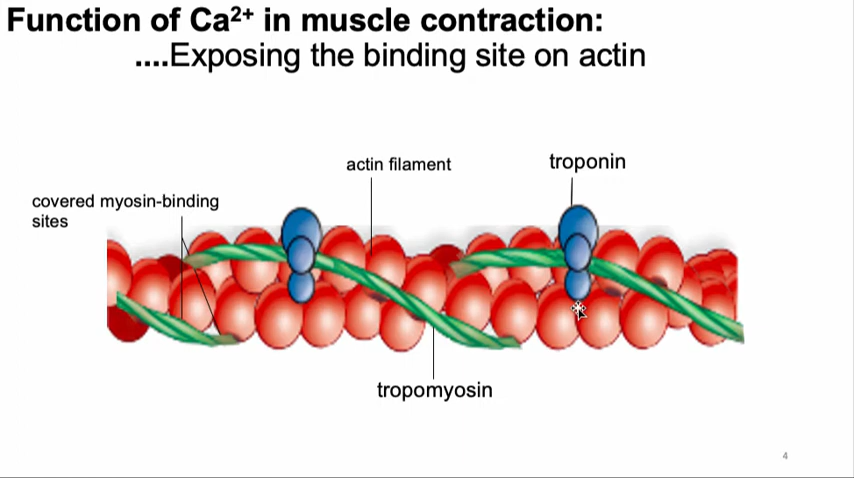 Function of Ca²⁺ in muscle contraction:
....Exposing the binding site on actin
actin filament
troponin
covered myosin-binding
sites
tropomyosin
4